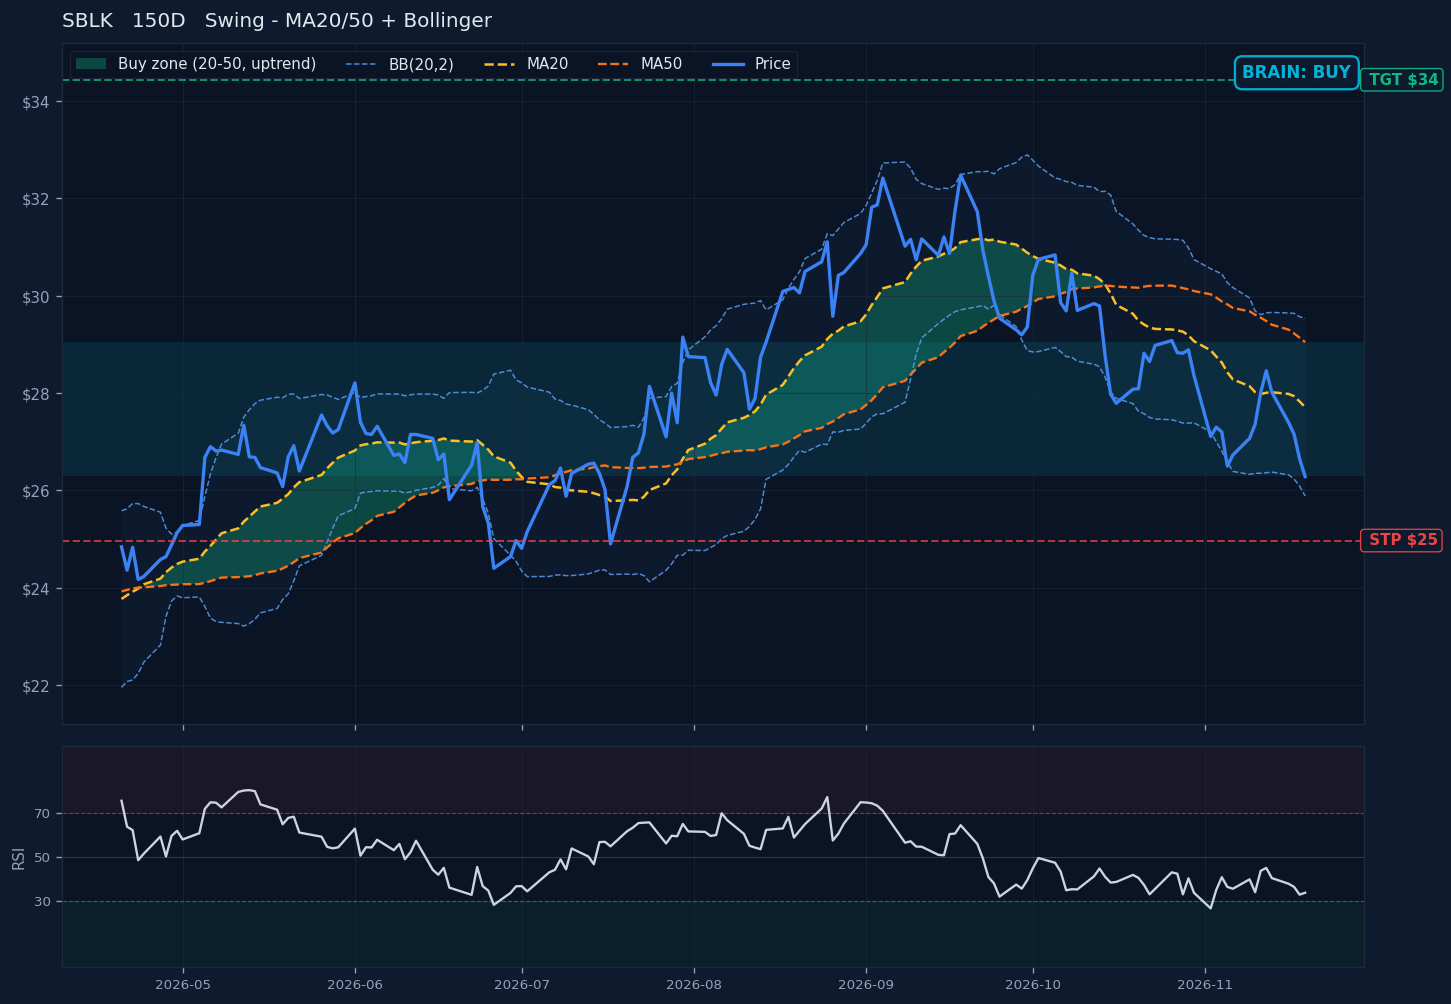 SBLK   150D   Swing - MA20/50 + Bollinger
Buy zone (20-50, uptrend)   BB(20,2)   MA20   MA50   Price
BRAIN: BUY
TGT $34
$34
$32
$30
$28
$26
STP $25
$24
$22
RSI
70
50
30
2026-05   2026-06   2026-07   2026-08   2026-09   2026-10   2026-11